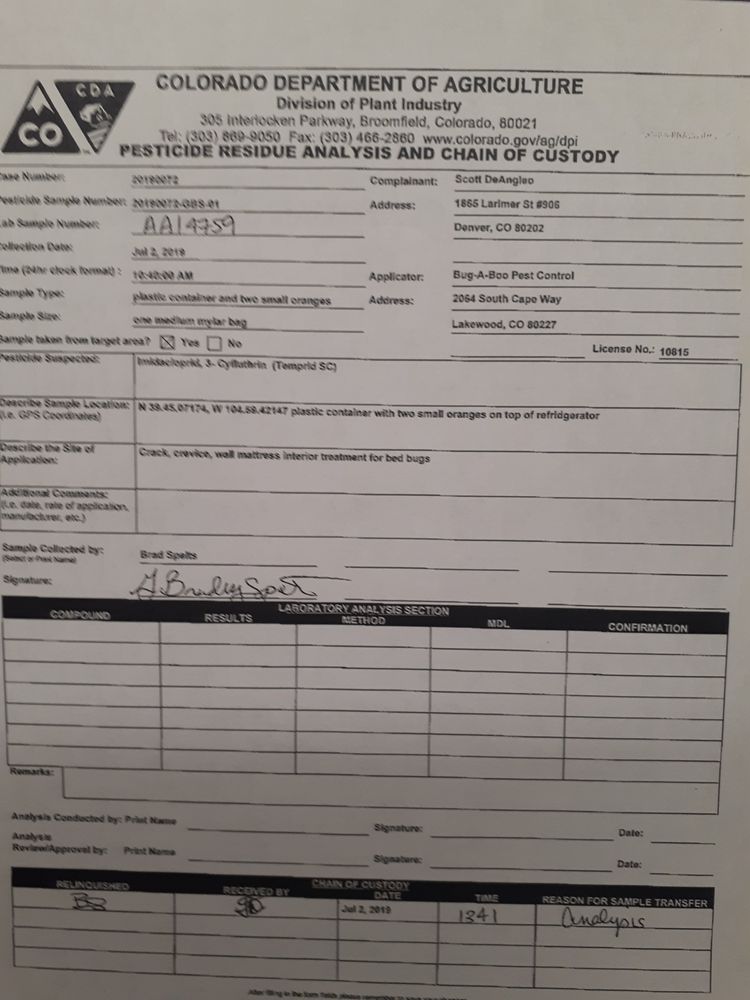 CDA
CO
COLORADO DEPARTMENT OF AGRICULTURE
Division of Plant Industry
305 Interlocken Parkway, Broomfield, Colorado, 80021
Tel: (303) 869-9050 Fax: (303) 466-2860 www.colorado.gov/ag/dpi
PESTICIDE RESIDUE ANALYSIS AND CHAIN OF CUSTODY
ase Number: 20190072 Complainant: Scott DeAngleo
esticide Sample Number: 20190072-GBS-01 Address: 1865 Larimer St #906
ab Sample Number: AA14759 Denver, CO 80202
ollection Date: Jul 2, 2019
ime (24hr clock format) : 10:40:00 AM Applicator: Bug-A-Boo Pest Control
Sample Type: plastic container and two small oranges Address: 2064 South Cape Way
Sample Size: one medium mylar bag Lakewood, CO 80227
Sample taken from target area? Yes No License No.: 10815
Pesticide Suspected: Imidacloprid, 3- Cyfluthrin (Temprid SC)
Describe Sample Location: N 39.45.07174, W 104.59.42147 plastic container with two small oranges on top of refridgerator
(i.e. GPS Coordinates)
Describe the Site of Crack, crevice, wall mattress interior treatment for bed bugs
Application:
Additional Comments:
(i.e. date, rate of application,
manufacturer, etc.)
Sample Collected by: Brad Spelts
(Select or Print Name)
Signature:
LABORATORY ANALYSIS SECTION
COMPOUND RESULTS METHOD MDL CONFIRMATION
Remarks:
Analysis Conducted by: Print Name Signature: Date:
Analysis
Review/Approval by: Print Name Signature: Date:
CHAIN OF CUSTODY
RELINQUISHED RECEIVED BY DATE TIME REASON FOR SAMPLE TRANSFER
Jul 2, 2019 1341 Analysis